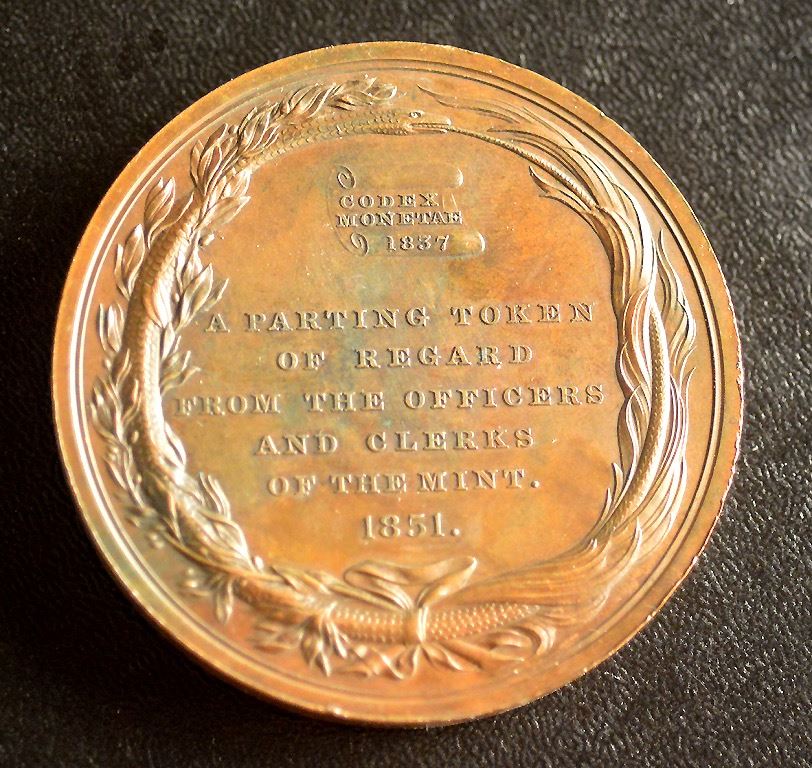 CODEX
MONETAE
1837
A PARTING TOKEN
OF REGARD
FROM THE OFFICERS
AND CLERKS
OF THE MINT.
1851.